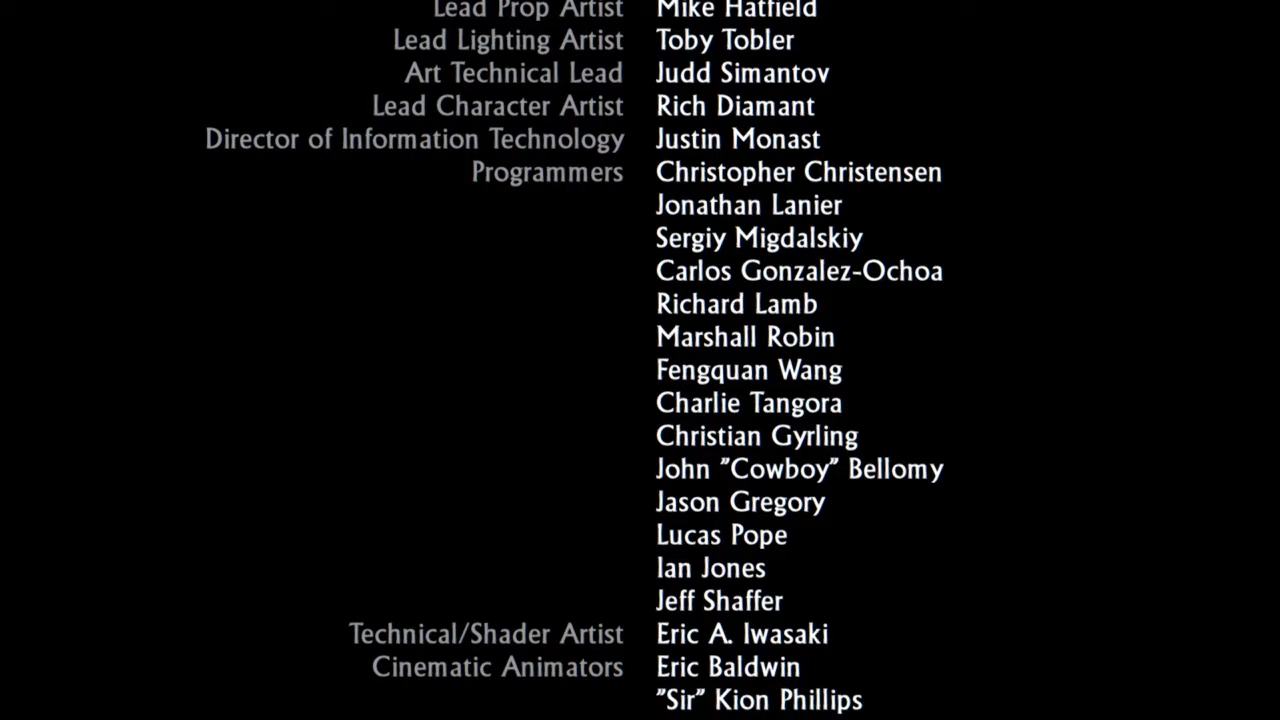 Lead Prop Artist Mike Hatfield
Lead Lighting Artist Toby Tobler
Art Technical Lead Judd Simantov
Lead Character Artist Rich Diamant
Director of Information Technology Justin Monast
Programmers Christopher Christensen
Jonathan Lanier
Sergiy Migdalskiy
Carlos Gonzalez-Ochoa
Richard Lamb
Marshall Robin
Fengquan Wang
Charlie Tangora
Christian Gyrling
John "Cowboy" Bellomy
Jason Gregory
Lucas Pope
Ian Jones
Jeff Shaffer
Technical/Shader Artist Eric A. Iwasaki
Cinematic Animators Eric Baldwin
"Sir" Kion Phillips